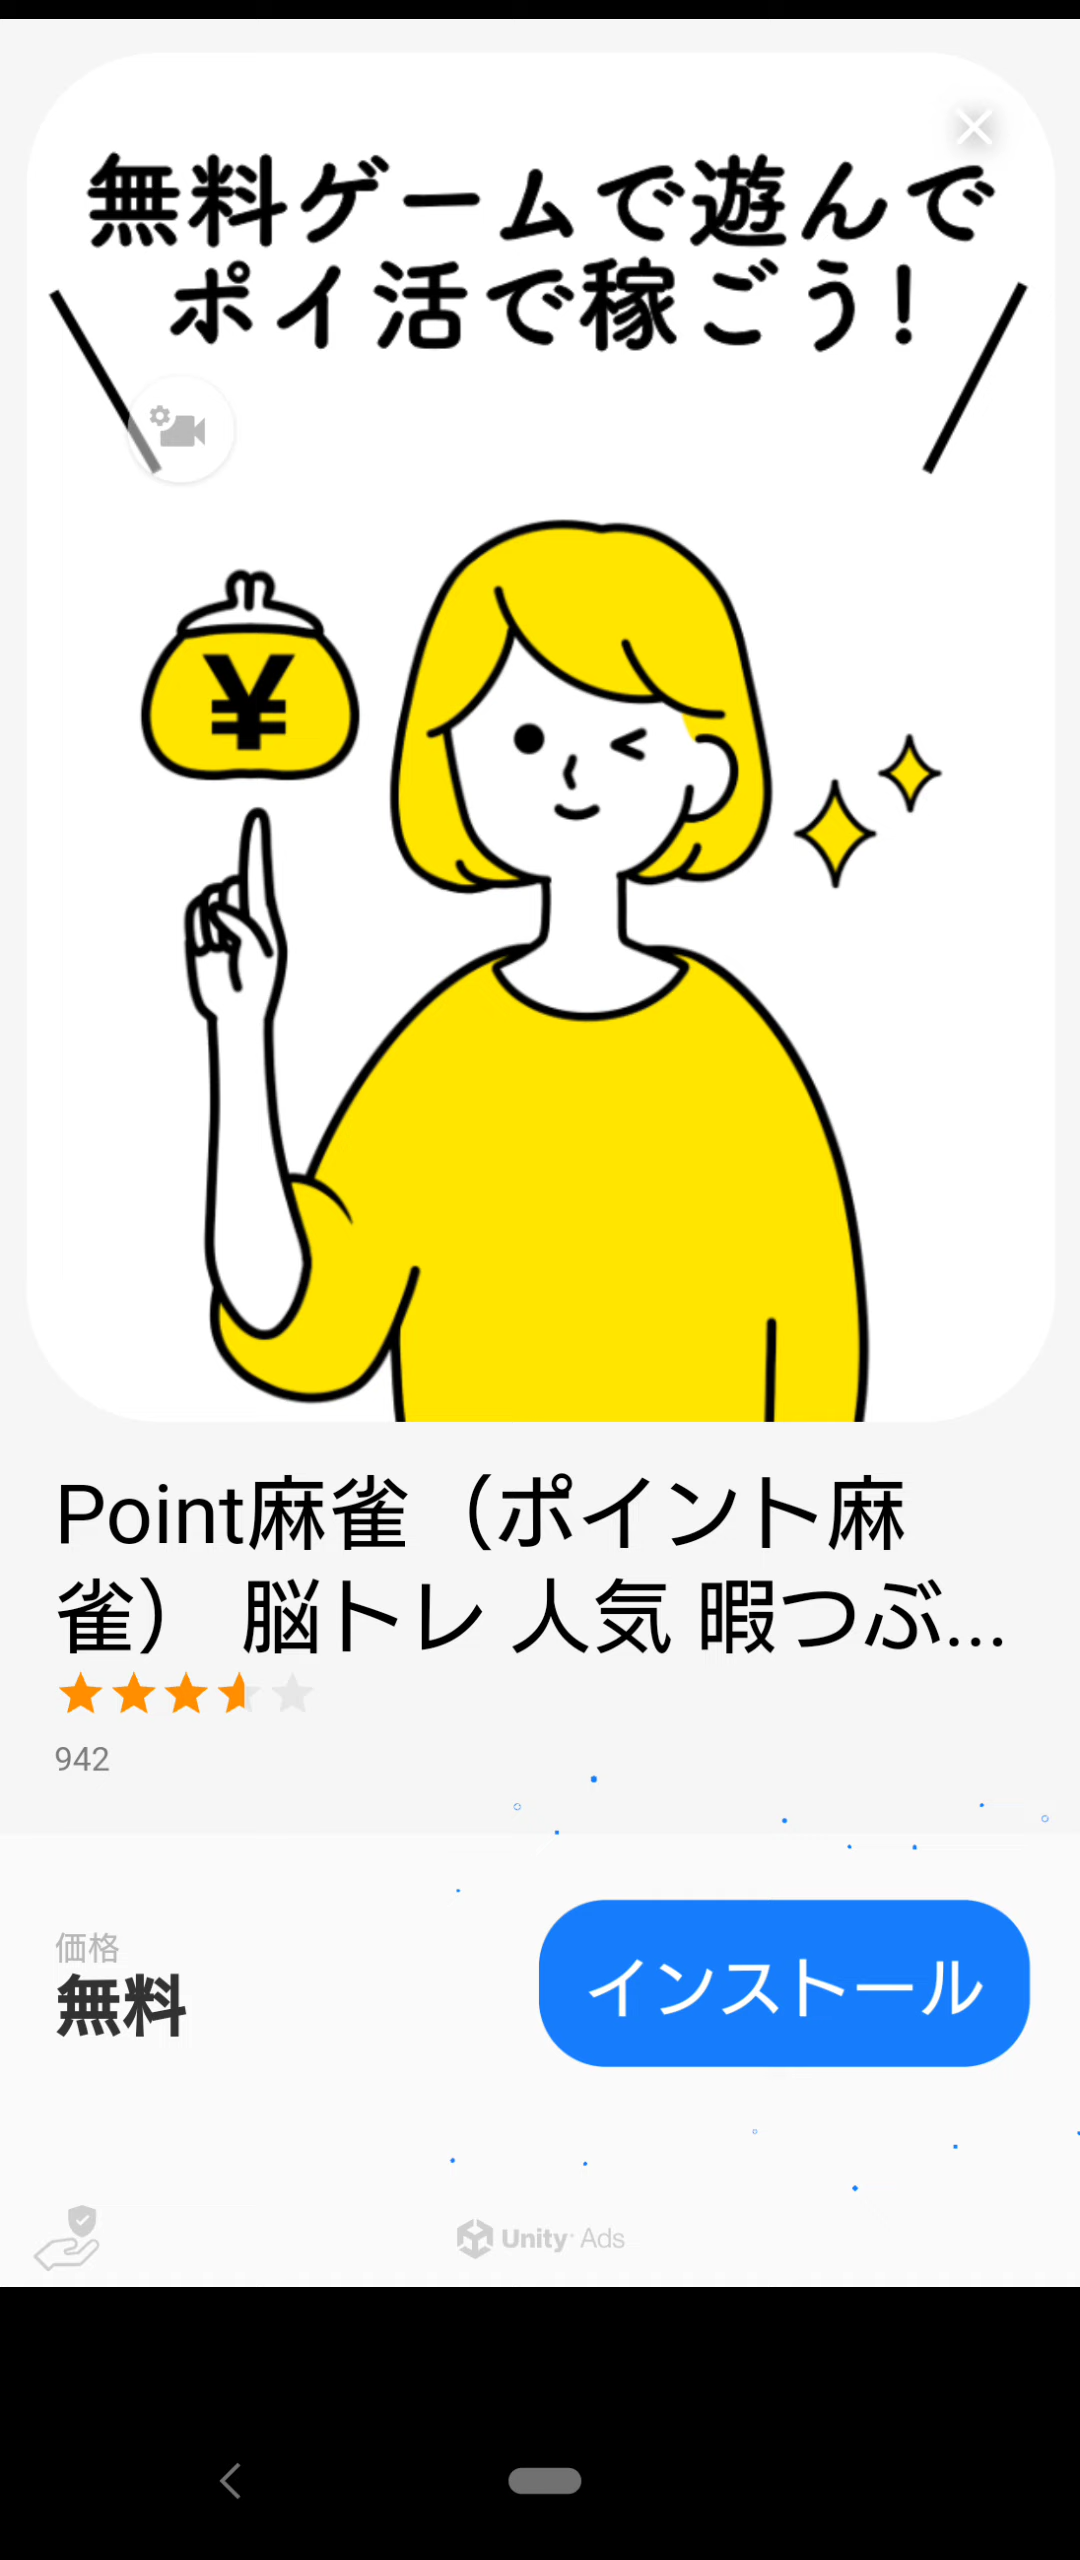 無料ゲームで遊んで
ポイ活で稼ごう!
¥
Point麻雀（ポイント麻
雀） 脳トレ 人気 暇つぶ...
942
価格
無料
インストール
Unity Ads